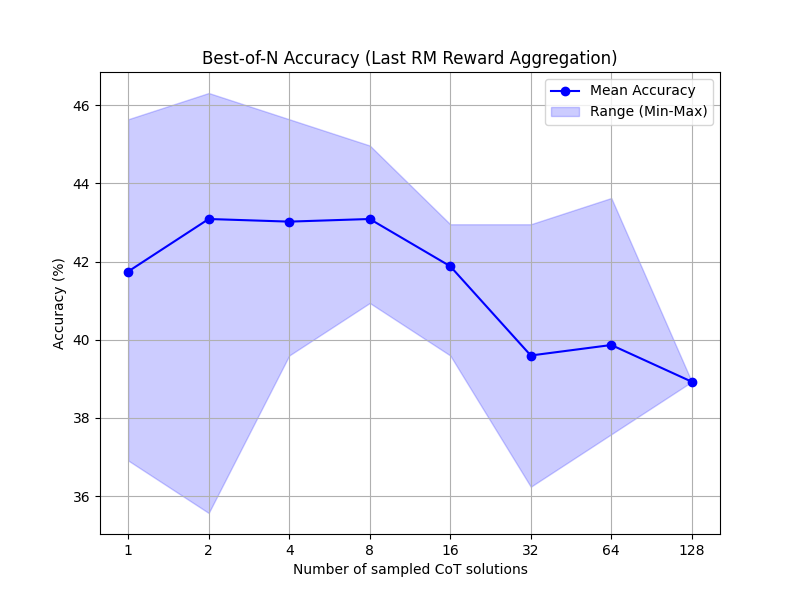 Best-of-N Accuracy (Last RM Reward Aggregation)
Mean Accuracy
Range (Min-Max)
Accuracy (%)
46
44
42
40
38
36
1 2 4 8 16 32 64 128
Number of sampled CoT solutions